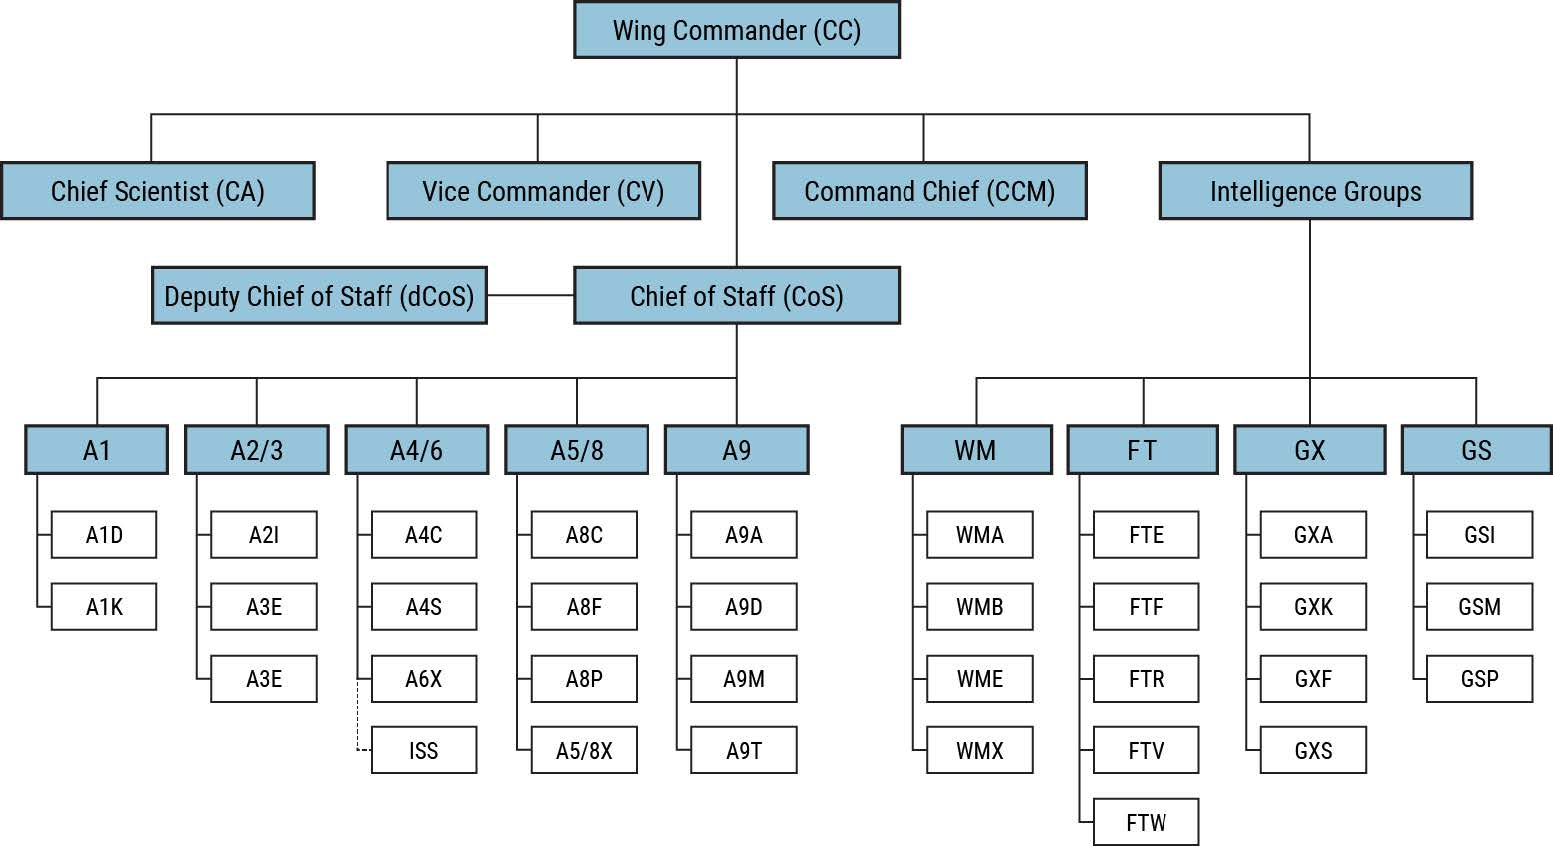 Wing Commander (CC)
Chief Scientist (CA)
Vice Commander (CV)
Command Chief (CCM)
Intelligence Groups
Deputy Chief of Staff (dCoS)
Chief of Staff (CoS)
A1
A2/3
A4/6
A5/8
A9
WM
FT
GX
GS
A1D
A2I
A4C
A8C
A9A
WMA
FTE
GXA
GSI
A1K
A3E
A4S
A8F
A9D
WMB
FTF
GXK
GSM
A3E
A6X
A8P
A9M
WME
FTR
GXF
GSP
ISS
A5/8X
A9T
WMX
FTV
GXS
FTW